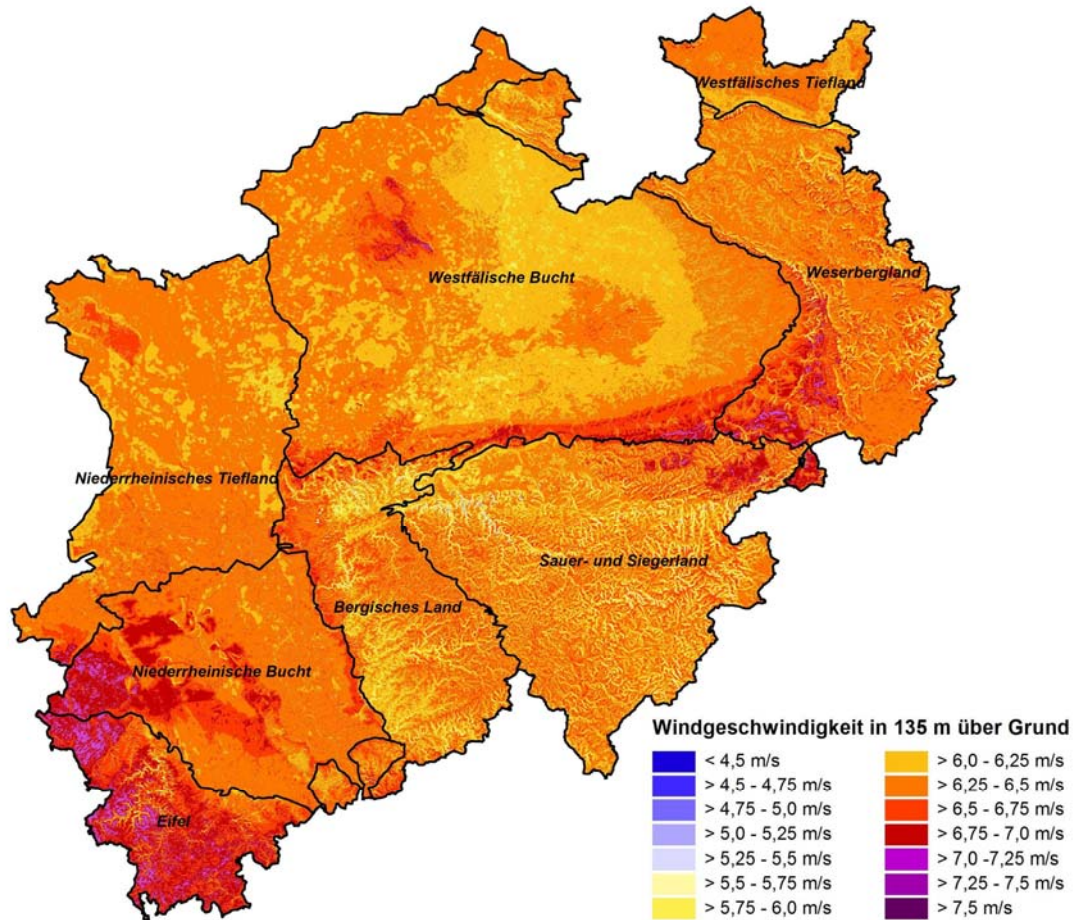 Westfälisches Tiefland
Westfälische Bucht
Weserbergland
Niederrheinisches Tiefland
Sauer- und Siegerland
Bergisches Land
Niederrheinische Bucht
Eifel
Windgeschwindigkeit in 135 m über Grund
< 4,5 m/s
> 4,5 - 4,75 m/s
> 4,75 - 5,0 m/s
> 5,0 - 5,25 m/s
> 5,25 - 5,5 m/s
> 5,5 - 5,75 m/s
> 5,75 - 6,0 m/s
> 6,0 - 6,25 m/s
> 6,25 - 6,5 m/s
> 6,5 - 6,75 m/s
> 6,75 - 7,0 m/s
> 7,0 -7,25 m/s
> 7,25 - 7,5 m/s
> 7,5 m/s